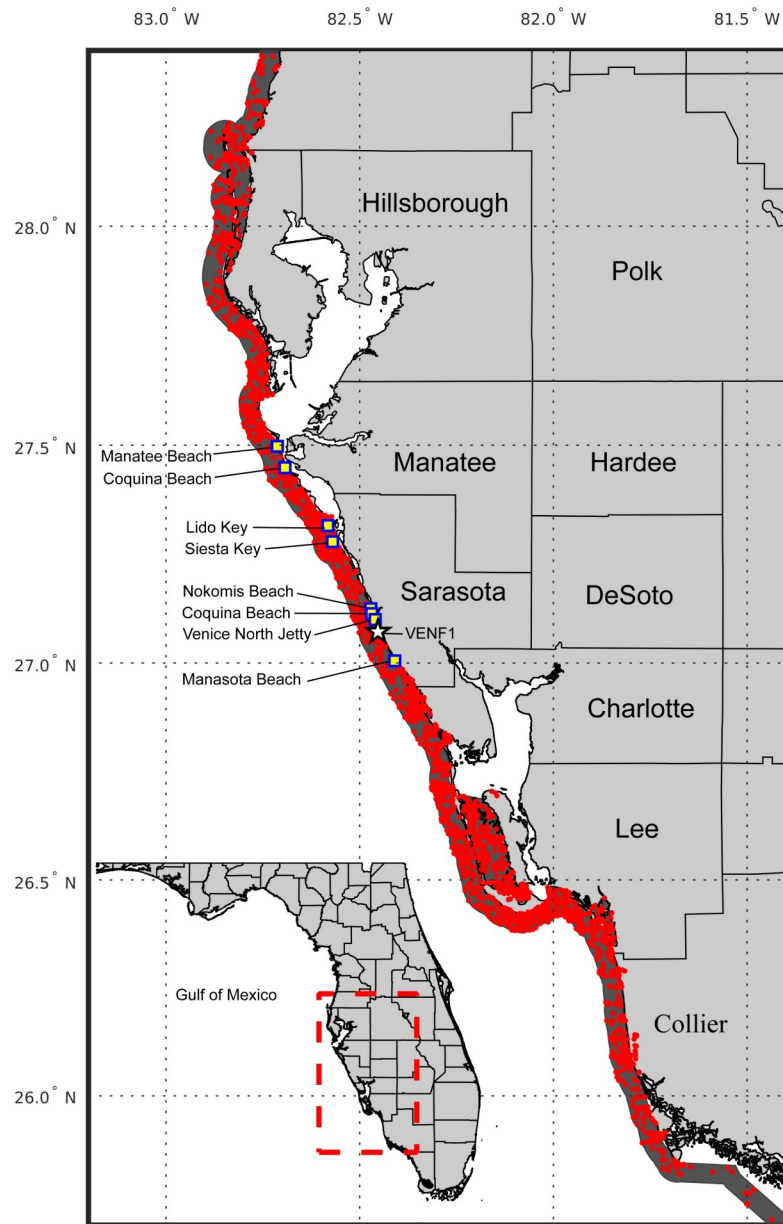 83.0° W 82.5° W 82.0° W 81.5° W
Hillsborough
28.0° N
Polk
27.5° N
Manatee Beach
Manatee
Hardee
Coquina Beach
Lido Key
Siesta Key
Nokomis Beach
Sarasota
DeSoto
Coquina Beach
Venice North Jetty
VENF1
27.0° N
Manasota Beach
Charlotte
Lee
26.5° N
Gulf of Mexico
Collier
26.0° N